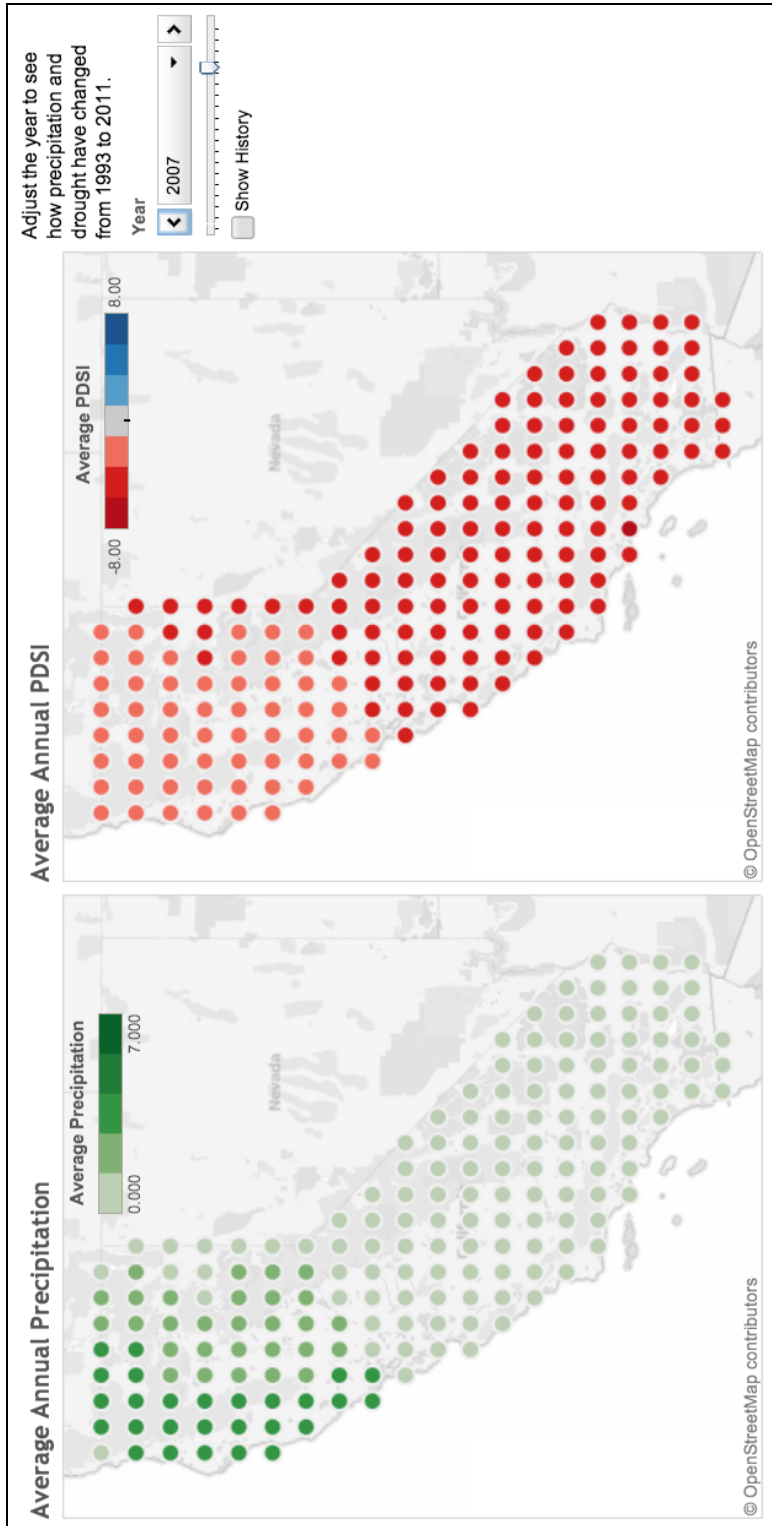 Average Annual Precipitation
Average Precipitation
0.000
7.000
Nevada
© OpenStreetMap contributors
Average Annual PDSI
Average PDSI
-8.00
8.00
Nevada
© OpenStreetMap contributors
Adjust the year to see
how precipitation and
drought have changed
from 1993 to 2011.
Year
2007
Show History